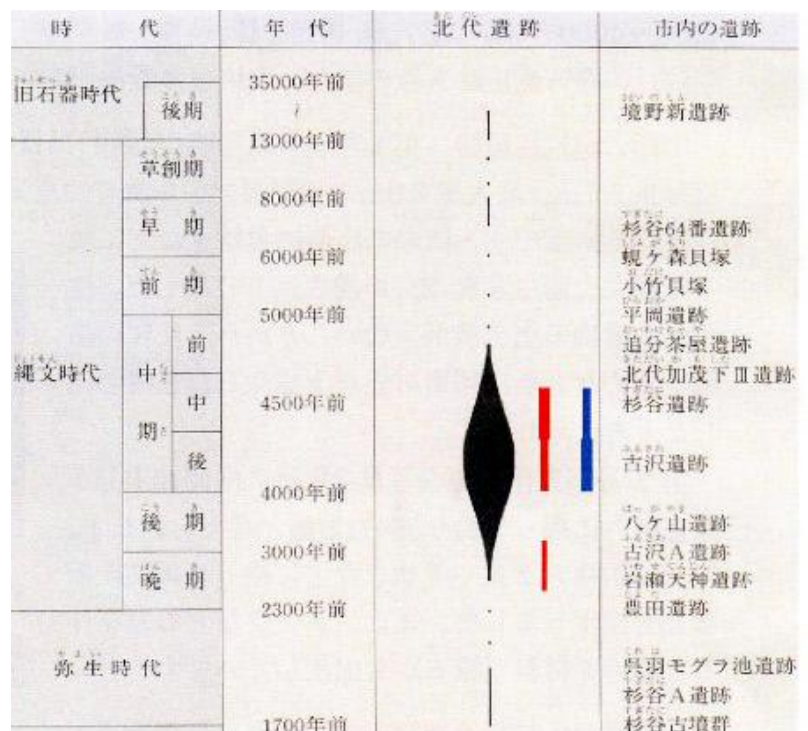 時代 年代 北代遺跡 市内の遺跡
旧石器時代
後期
35000年前
〜
13000年前
境野新遺跡
縄文時代
草創期
8000年前
早期
杉谷64番遺跡
6000年前
蜆ケ森貝塚
前期
小竹貝塚
5000年前
平岡遺跡
中期
前
追分茶屋遺跡
北代加茂下Ⅲ遺跡
中
4500年前
杉谷遺跡
後
古沢遺跡
4000年前
後期
八ケ山遺跡
3000年前
古沢A遺跡
晩期
岩瀬天神遺跡
2300年前
豊田遺跡
弥生時代
呉羽モグラ池遺跡
杉谷A遺跡
1700年前
杉谷古墳群